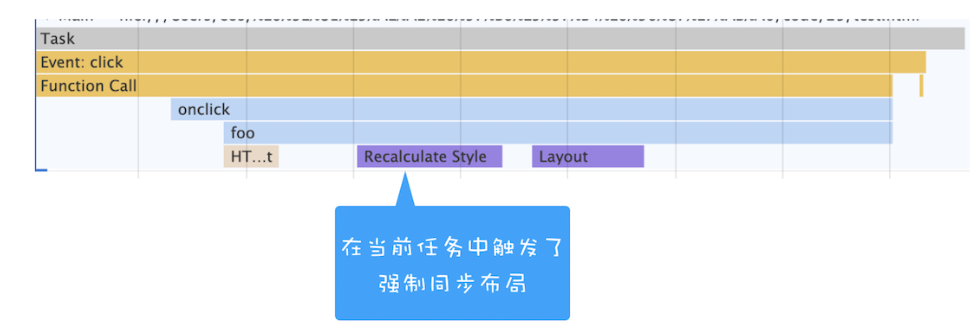 Task
Event: click
Function Call
onclick
foo
HT...t
Recalculate Style
Layout
在当前任务中触发了
强制同步布局